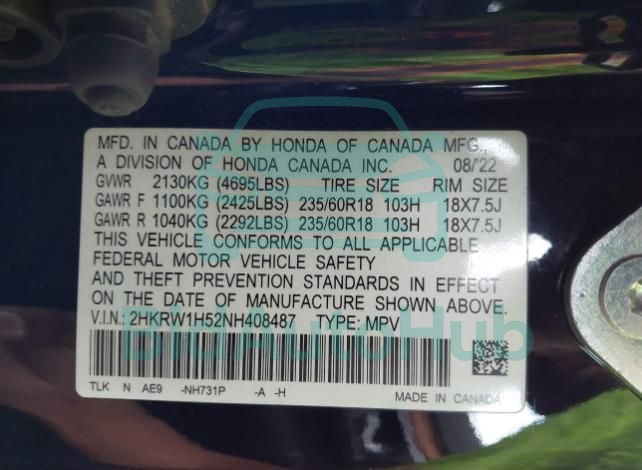 MFD. IN CANADA BY HONDA OF CANADA MFG.,
A DIVISION OF HONDA CANADA INC. 08/22
GVWR 2130KG (4695LBS) TIRE SIZE RIM SIZE
GAWR F 1100KG (2425LBS) 235/60R18 103H 18X7.5J
GAWR R 1040KG (2292LBS) 235/60R18 103H 18X7.5J
THIS VEHICLE CONFORMS TO ALL APPLICABLE
FEDERAL MOTOR VEHICLE SAFETY
AND THEFT PREVENTION STANDARDS IN EFFECT
ON THE DATE OF MANUFACTURE SHOWN ABOVE.
V.I.N.: 2HKRW1H52NH408487 TYPE: MPV
TLK N AE9 -NH731P -A -H MADE IN CANADA